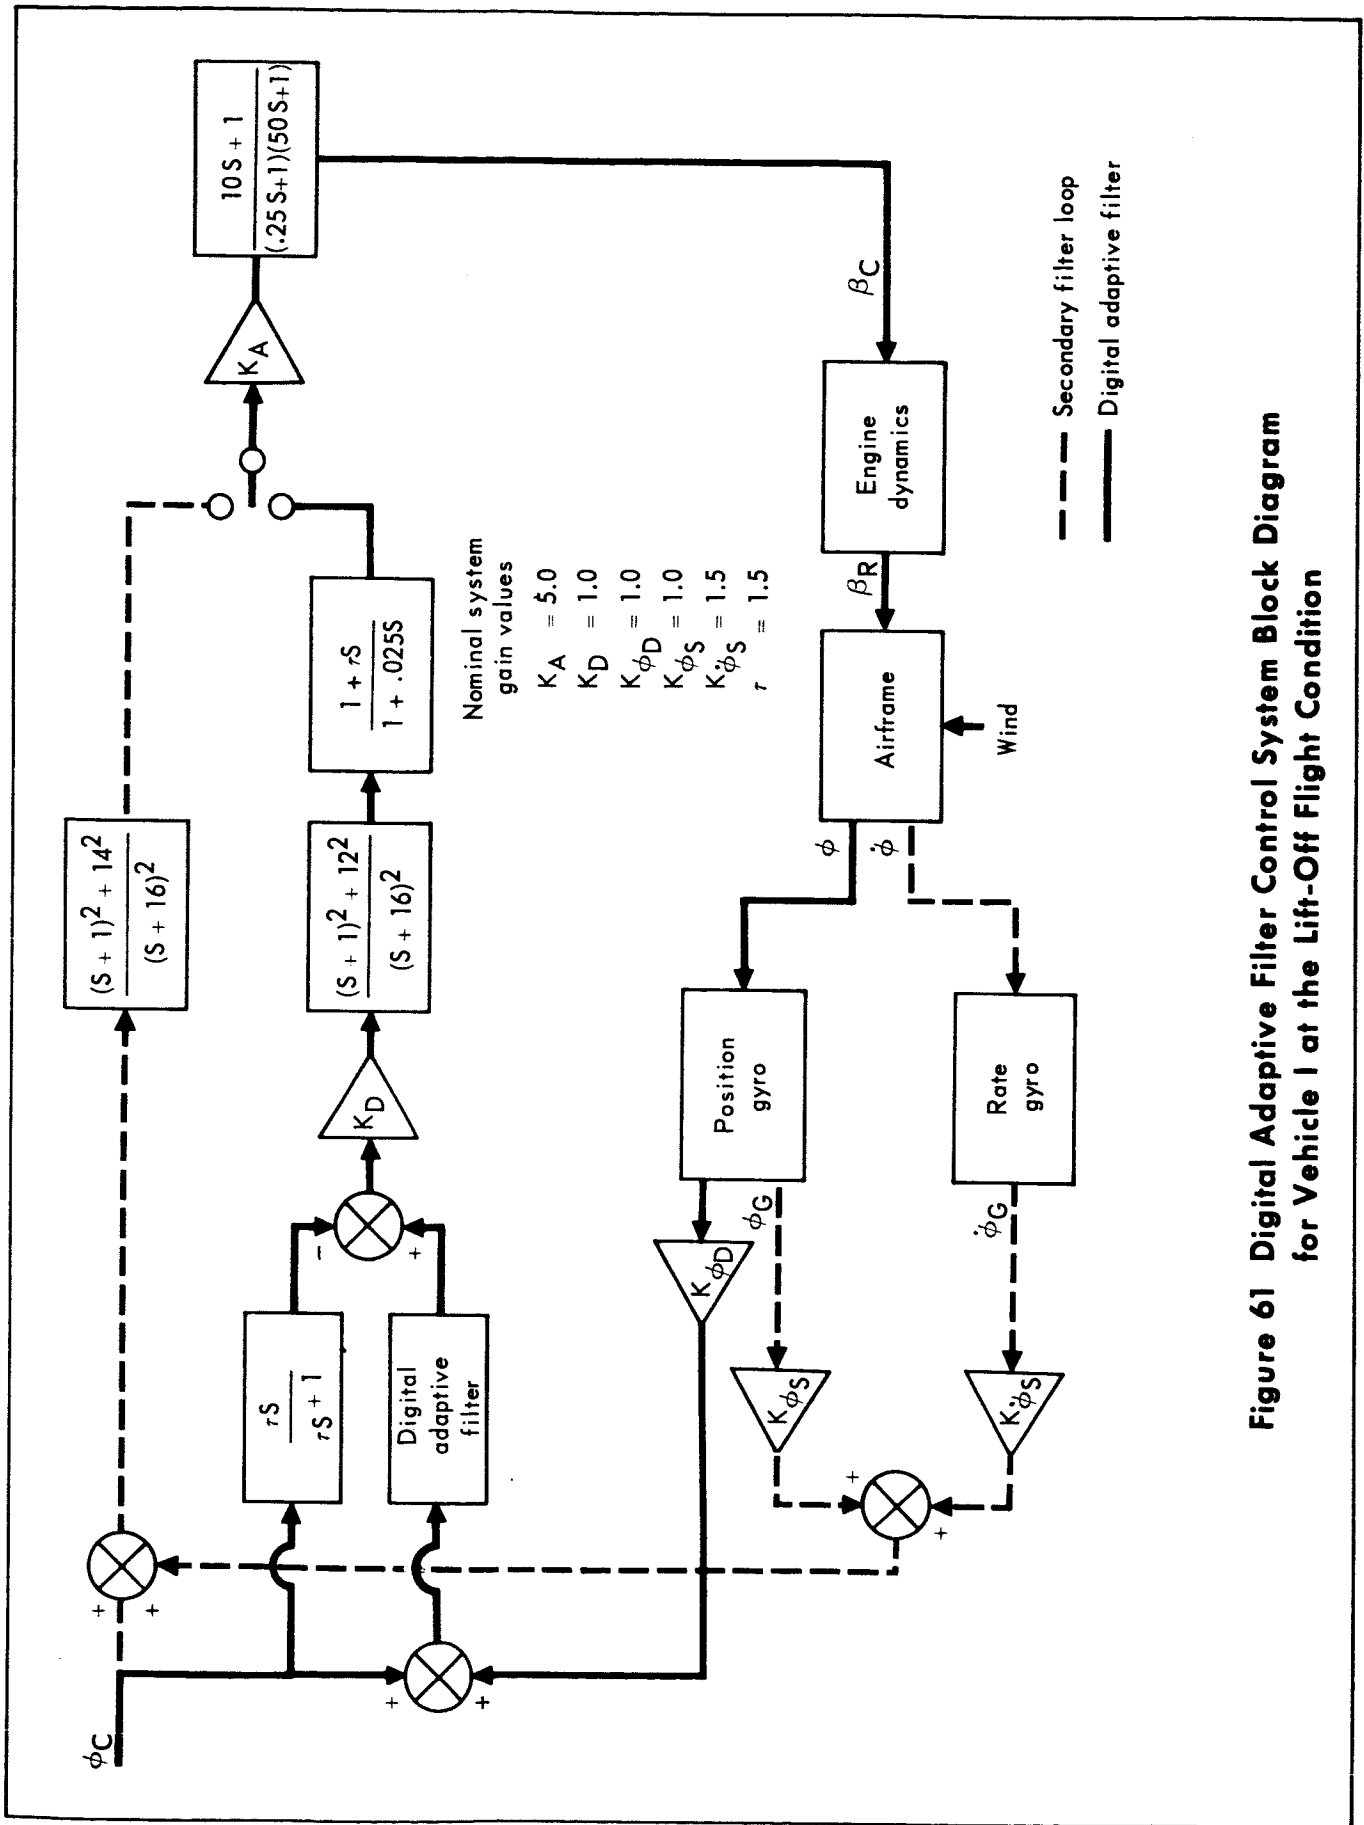 φC
+
+
(S + 1)² + 14²
(S + 16)²
τS
τS + 1
-
+
+
+
Digital
adaptive
filter
KD
(S + 1)² + 12²
(S + 16)²
1 + τS
1 + .025S
KA
10S + 1
(.25S+1)(50S+1)
Nominal system
gain values
KA = 5.0
KD = 1.0
KφD = 1.0
KφS = 1.0
Kφ̇S = 1.5
τ = 1.5
KφD
φG
Position
gyro
φ
φ̇
Airframe
Wind
βR
Engine
dynamics
βC
KφS
+
+
Kφ̇S
φ̇G
Rate
gyro
Secondary filter loop
Digital adaptive filter
Figure 61 Digital Adaptive Filter Control System Block Diagram
for Vehicle I at the Lift-Off Flight Condition